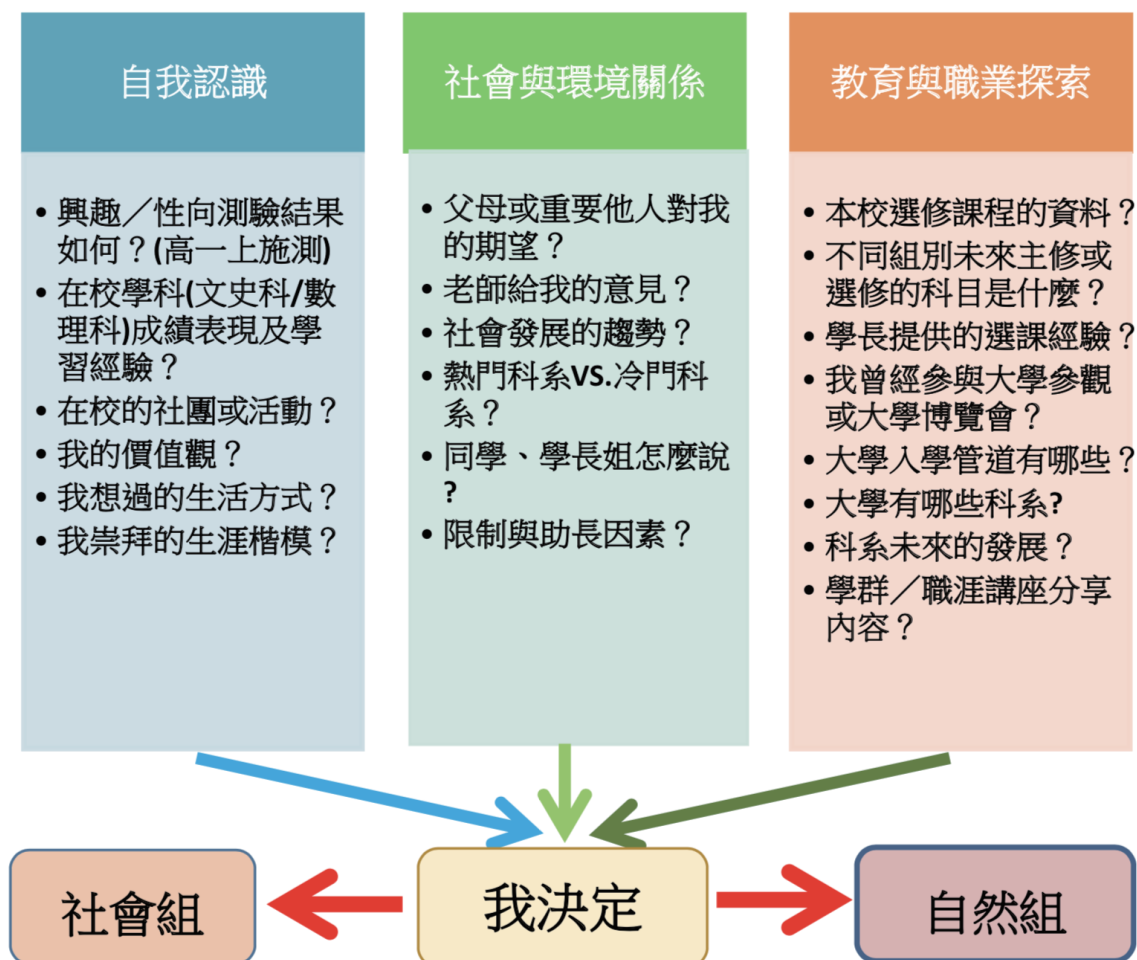 自我認識
興趣／性向測驗結果
如何？(高一上施測)
在校學科(文史科/數
理科)成績表現及學
習經驗？
在校的社團或活動？
我的價值觀？
我想過的生活方式？
我崇拜的生涯楷模？
社會與環境關係
父母或重要他人對我
的期望？
老師給我的意見？
社會發展的趨勢？
熱門科系VS.冷門科
系？
同學、學長姐怎麼說
?
限制與助長因素？
教育與職業探索
本校選修課程的資料？
不同組別未來主修或
選修的科目是什麼？
學長提供的選課經驗？
我曾經參與大學參觀
或大學博覽會？
大學入學管道有哪些？
大學有哪些科系?
科系未來的發展？
學群／職涯講座分享
內容？
社會組
我決定
自然組